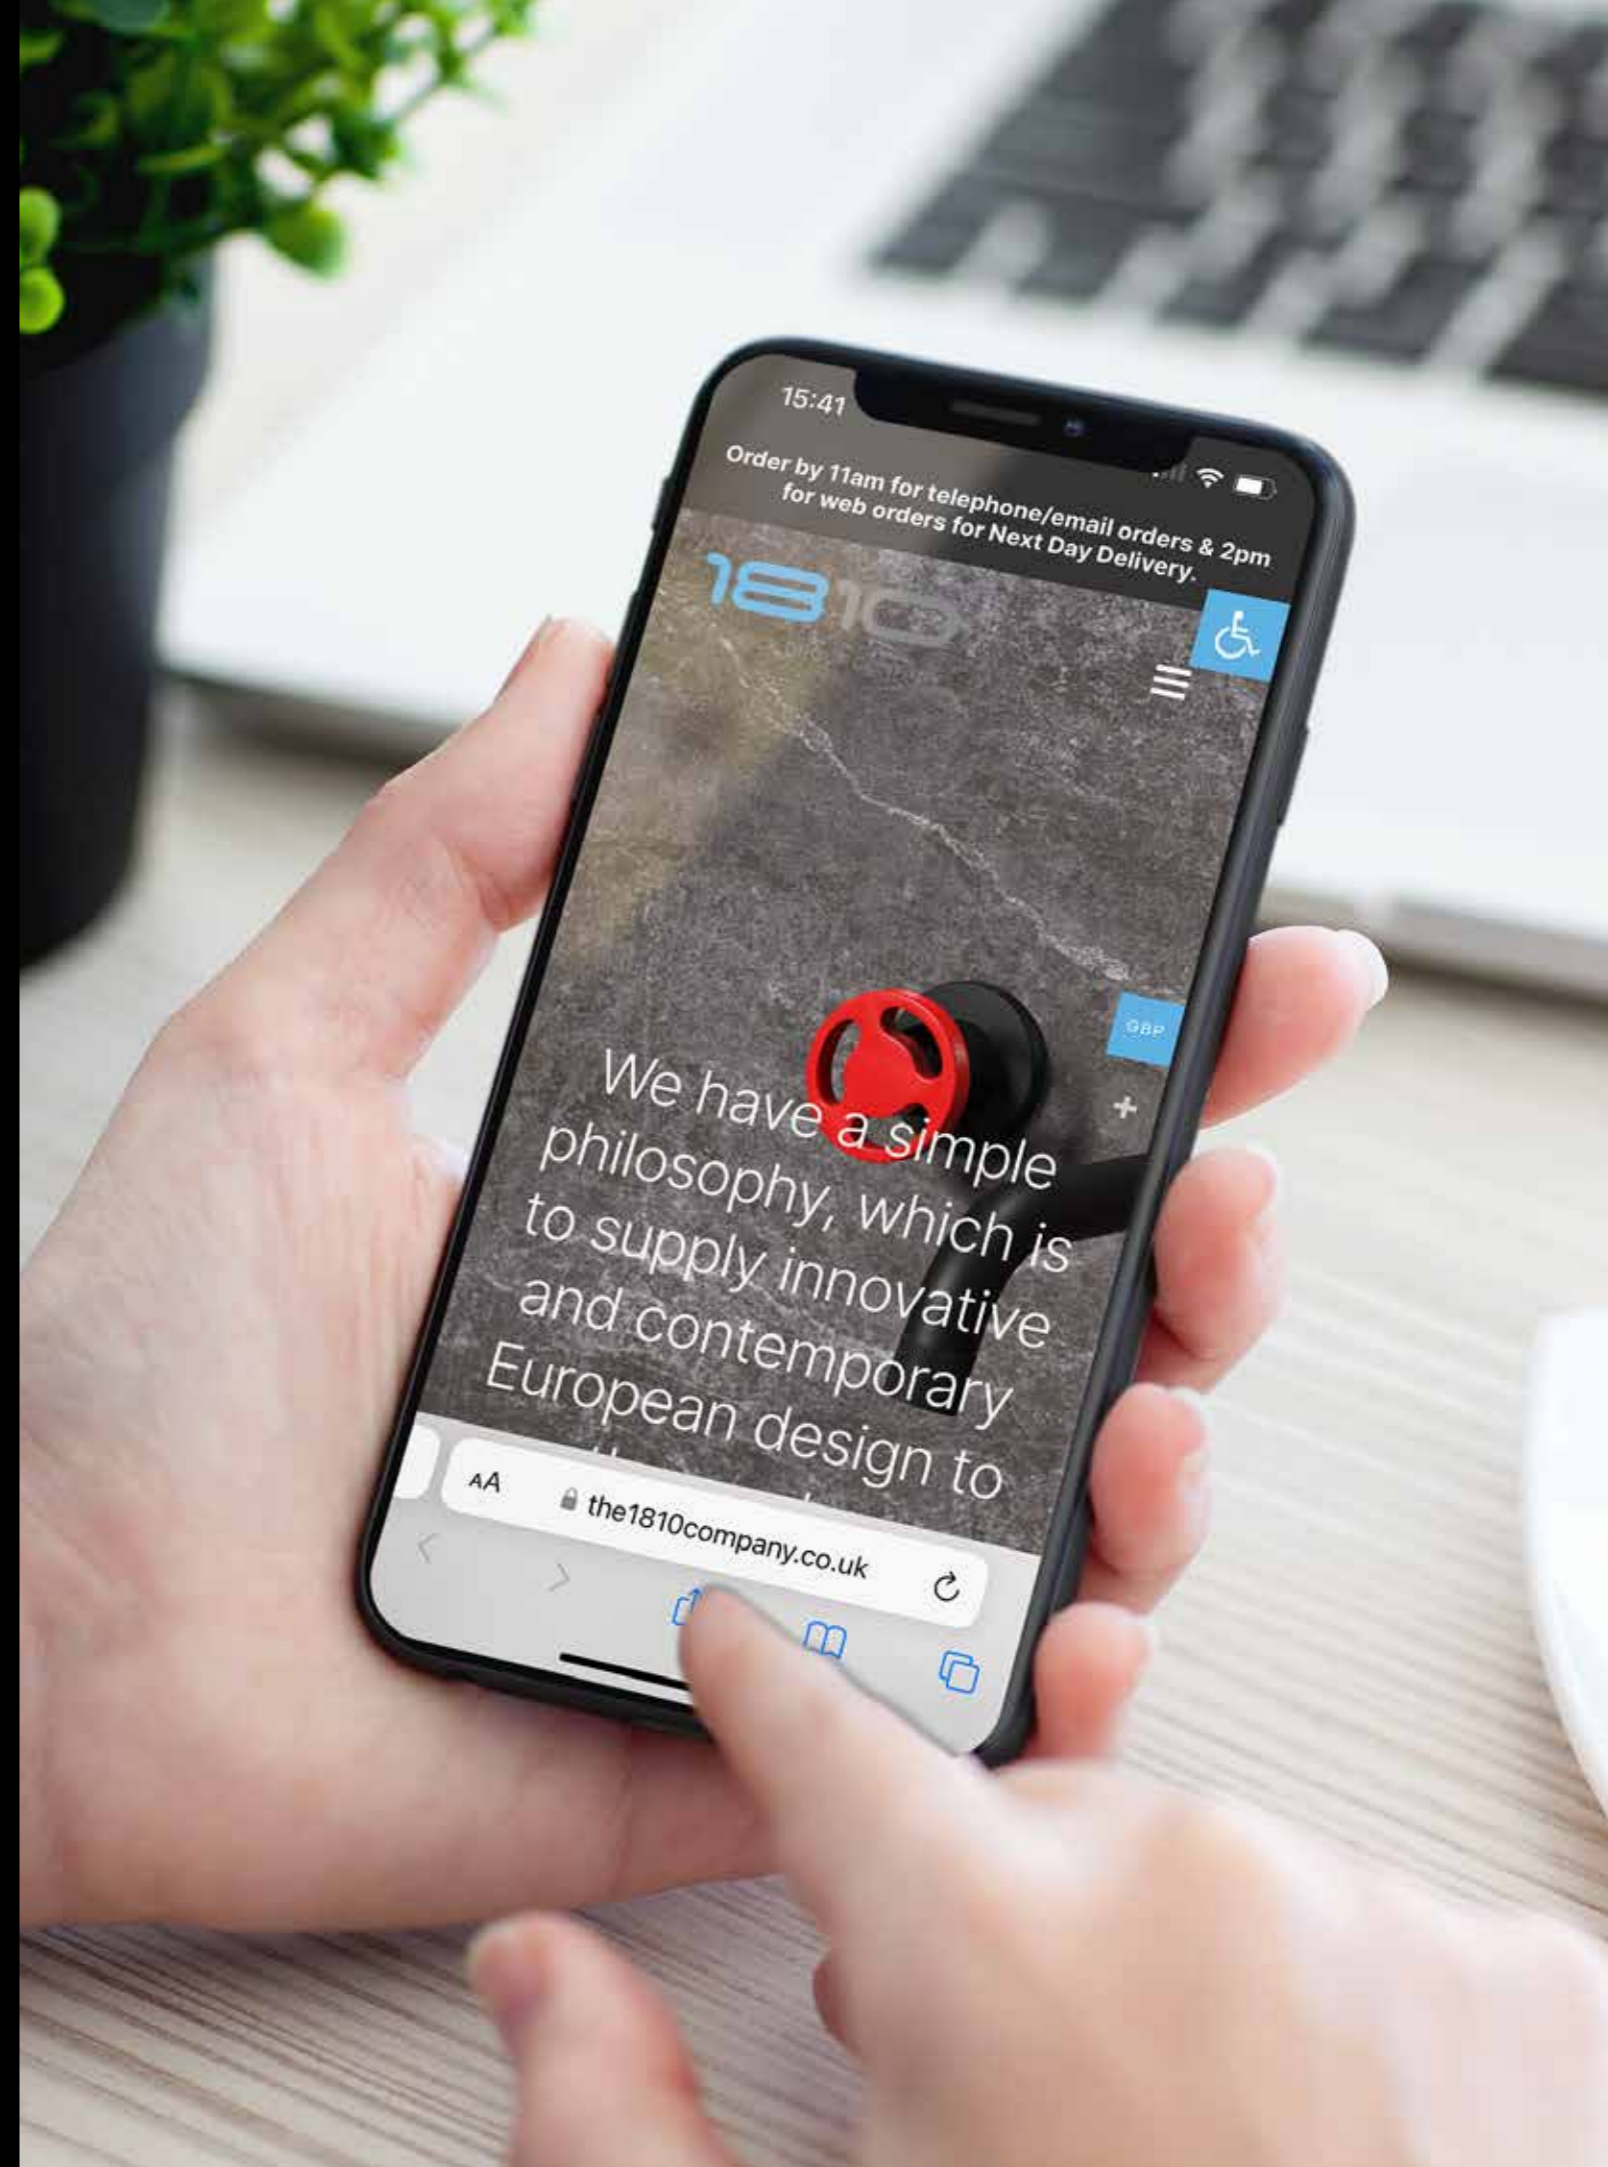 15:41
Order by 11am for telephone/email orders & 2pm
for web orders for Next Day Delivery.
1810
GBP
+
We have a simple
philosophy, which is
to supply innovative
and contemporary
European design to
AA
the1810company.co.uk